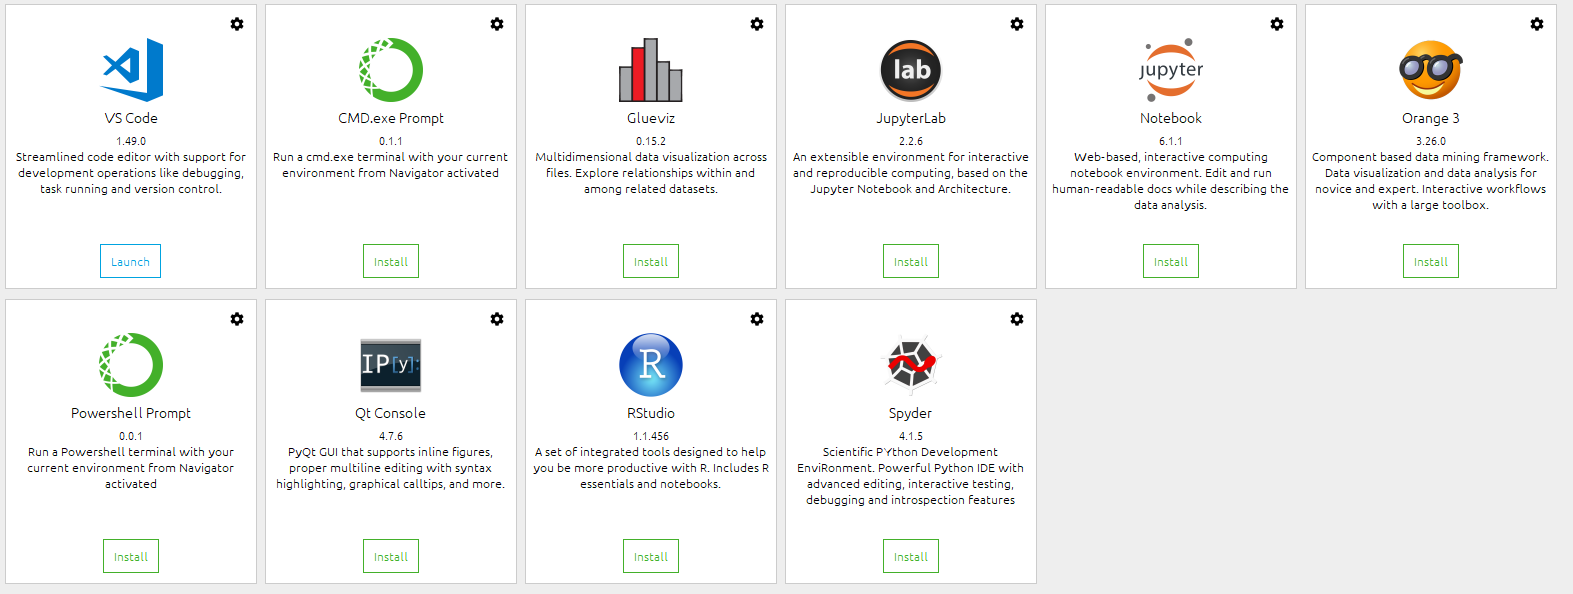 VS Code
1.49.0
Streamlined code editor with support for
development operations like debugging,
task running and version control.
Launch
CMD.exe Prompt
0.1.1
Run a cmd.exe terminal with your current
environment from Navigator activated
Install
Glueviz
0.15.2
Multidimensional data visualization across
files. Explore relationships within and
among related datasets.
Install
lab
JupyterLab
2.2.6
An extensible environment for interactive
and reproducible computing, based on the
Jupyter Notebook and Architecture.
Install
jupyter
Notebook
6.1.1
Web-based, interactive computing
notebook environment. Edit and run
human-readable docs while describing the
data analysis.
Install
Orange 3
3.26.0
Component based data mining framework.
Data visualization and data analysis for
novice and expert. Interactive workflows
with a large toolbox.
Install
Powershell Prompt
0.0.1
Run a Powershell terminal with your
current environment from Navigator
activated
Install
IP[y]:
Qt Console
4.7.6
PyQt GUI that supports inline figures,
proper multiline editing with syntax
highlighting, graphical calltips, and more.
Install
R
RStudio
1.1.456
A set of integrated tools designed to help
you be more productive with R. Includes R
essentials and notebooks.
Install
Spyder
4.1.5
Scientific PYthon Development
EnviRonment. Powerful Python IDE with
advanced editing, interactive testing,
debugging and introspection features
Install